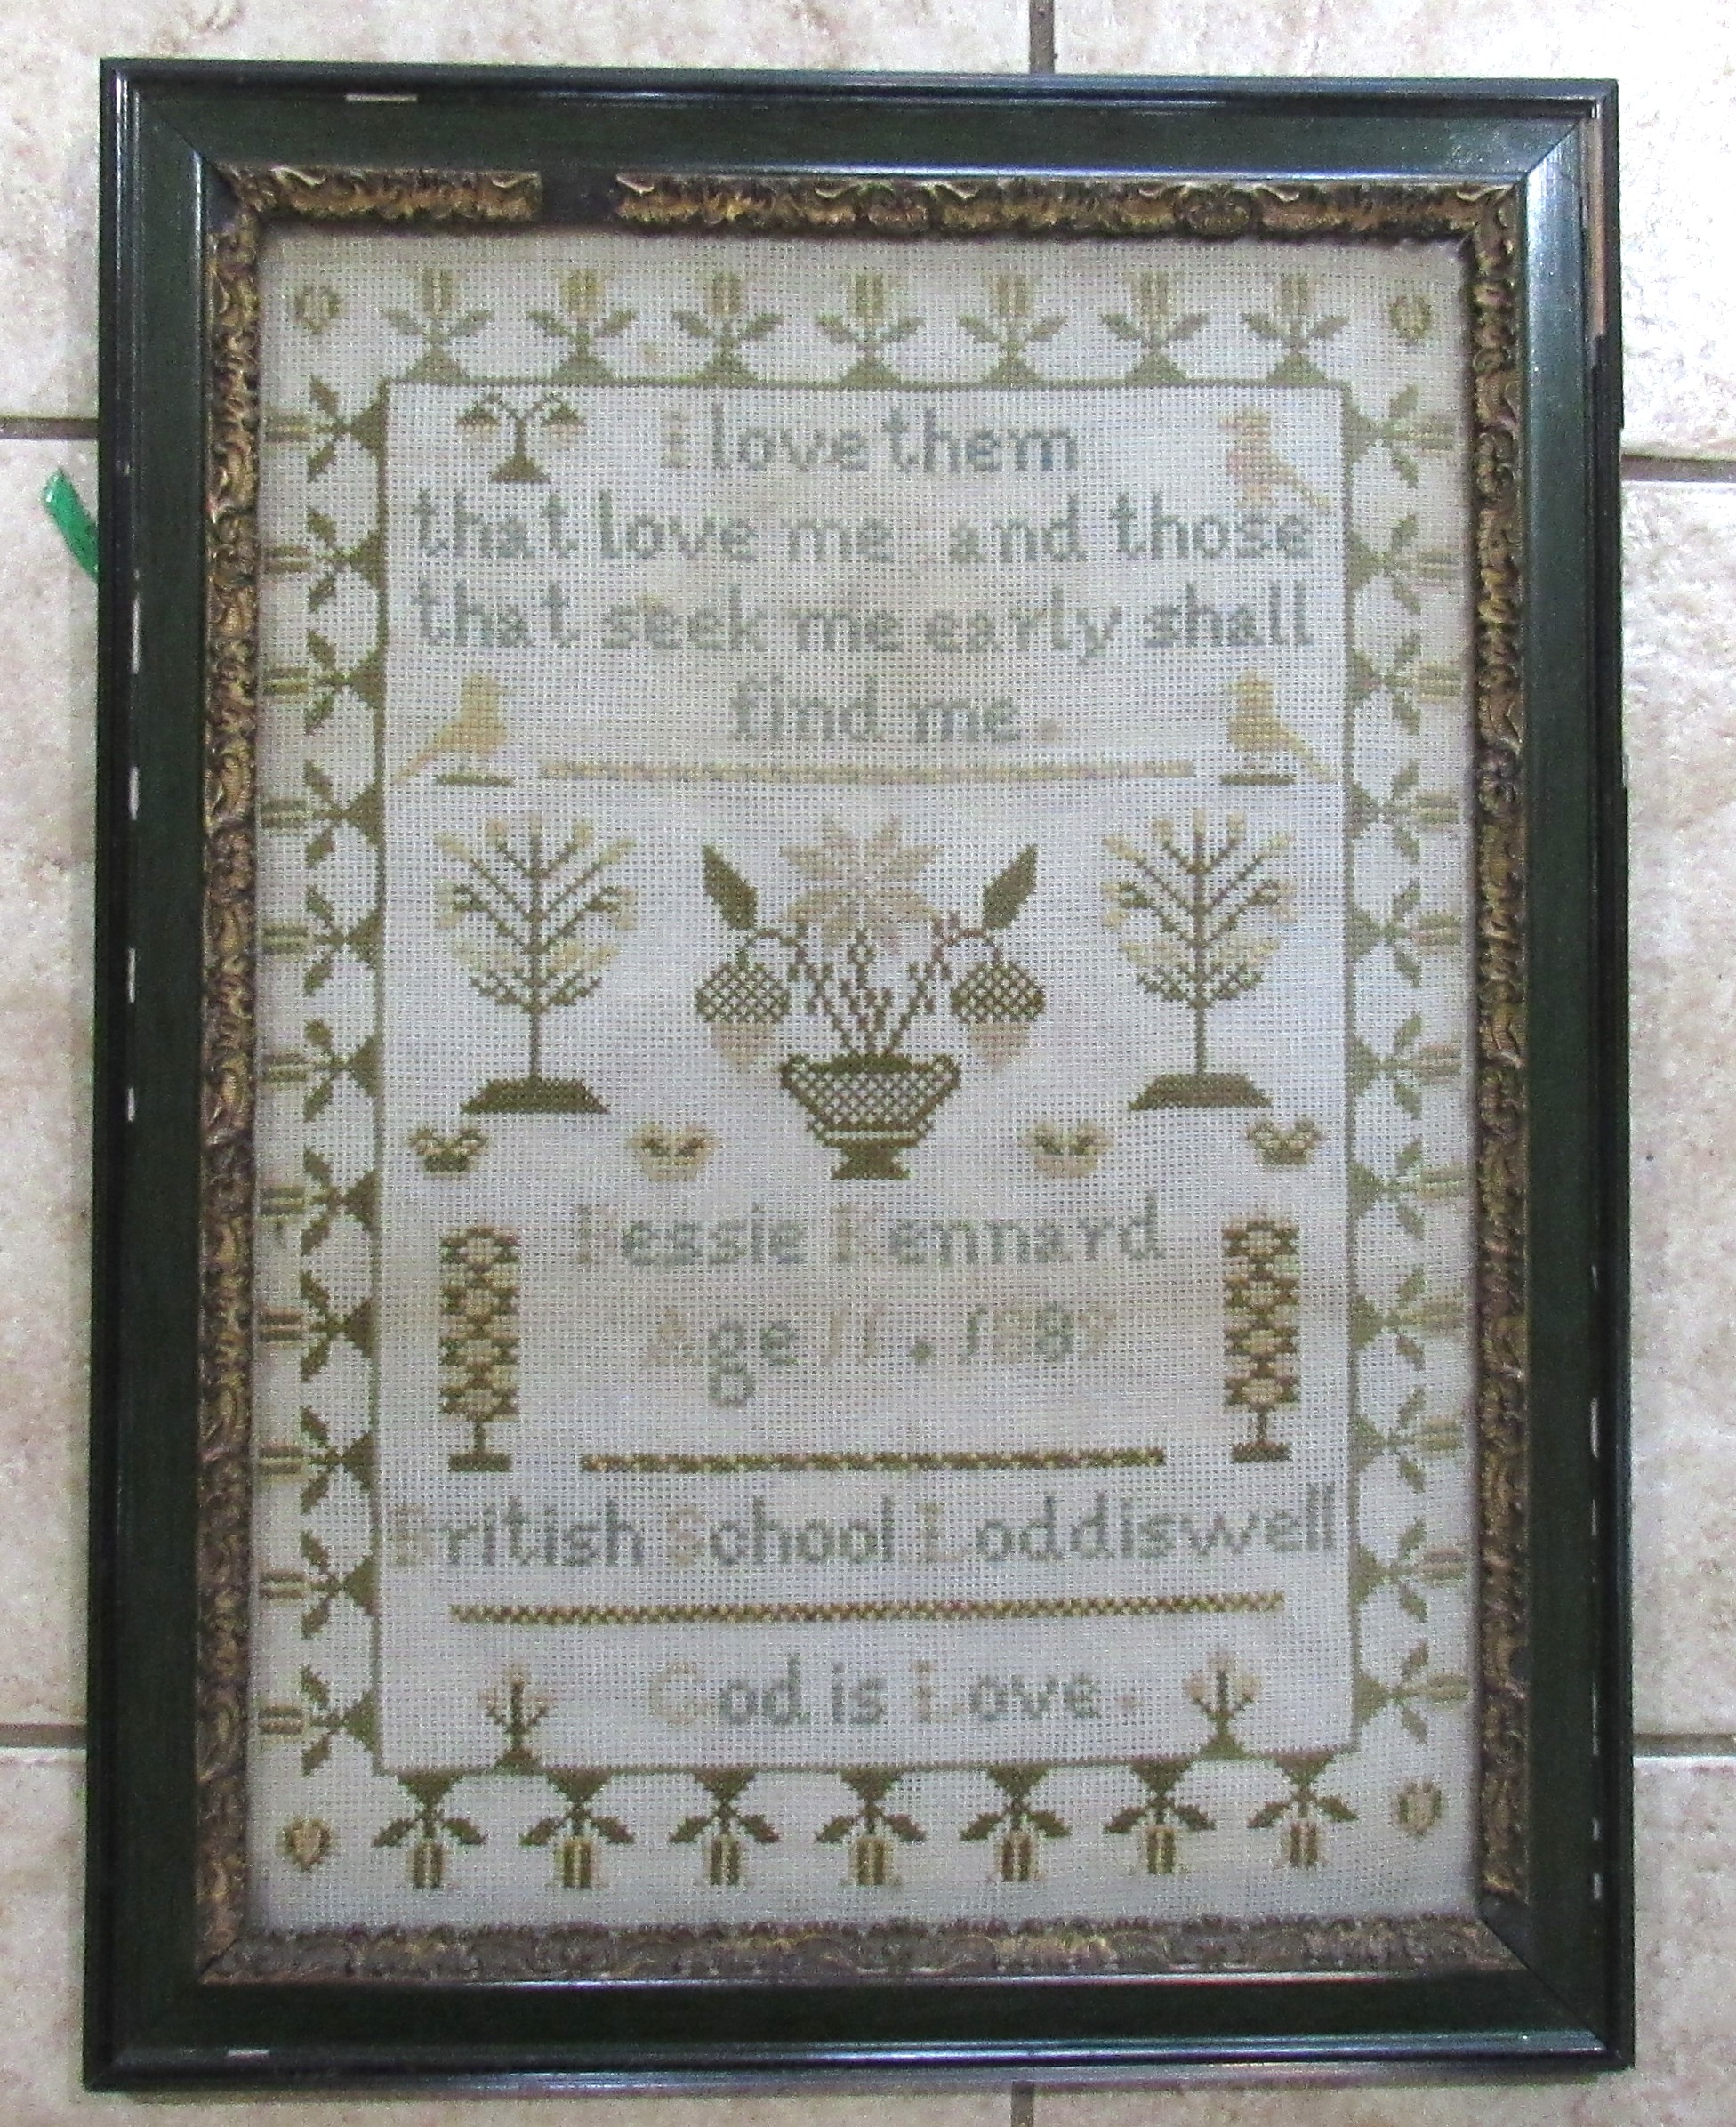 I love them
that love me and those
that seek me early shall
find me.
Kennard
Age 11 .
British School Loddiswell
God is Love.